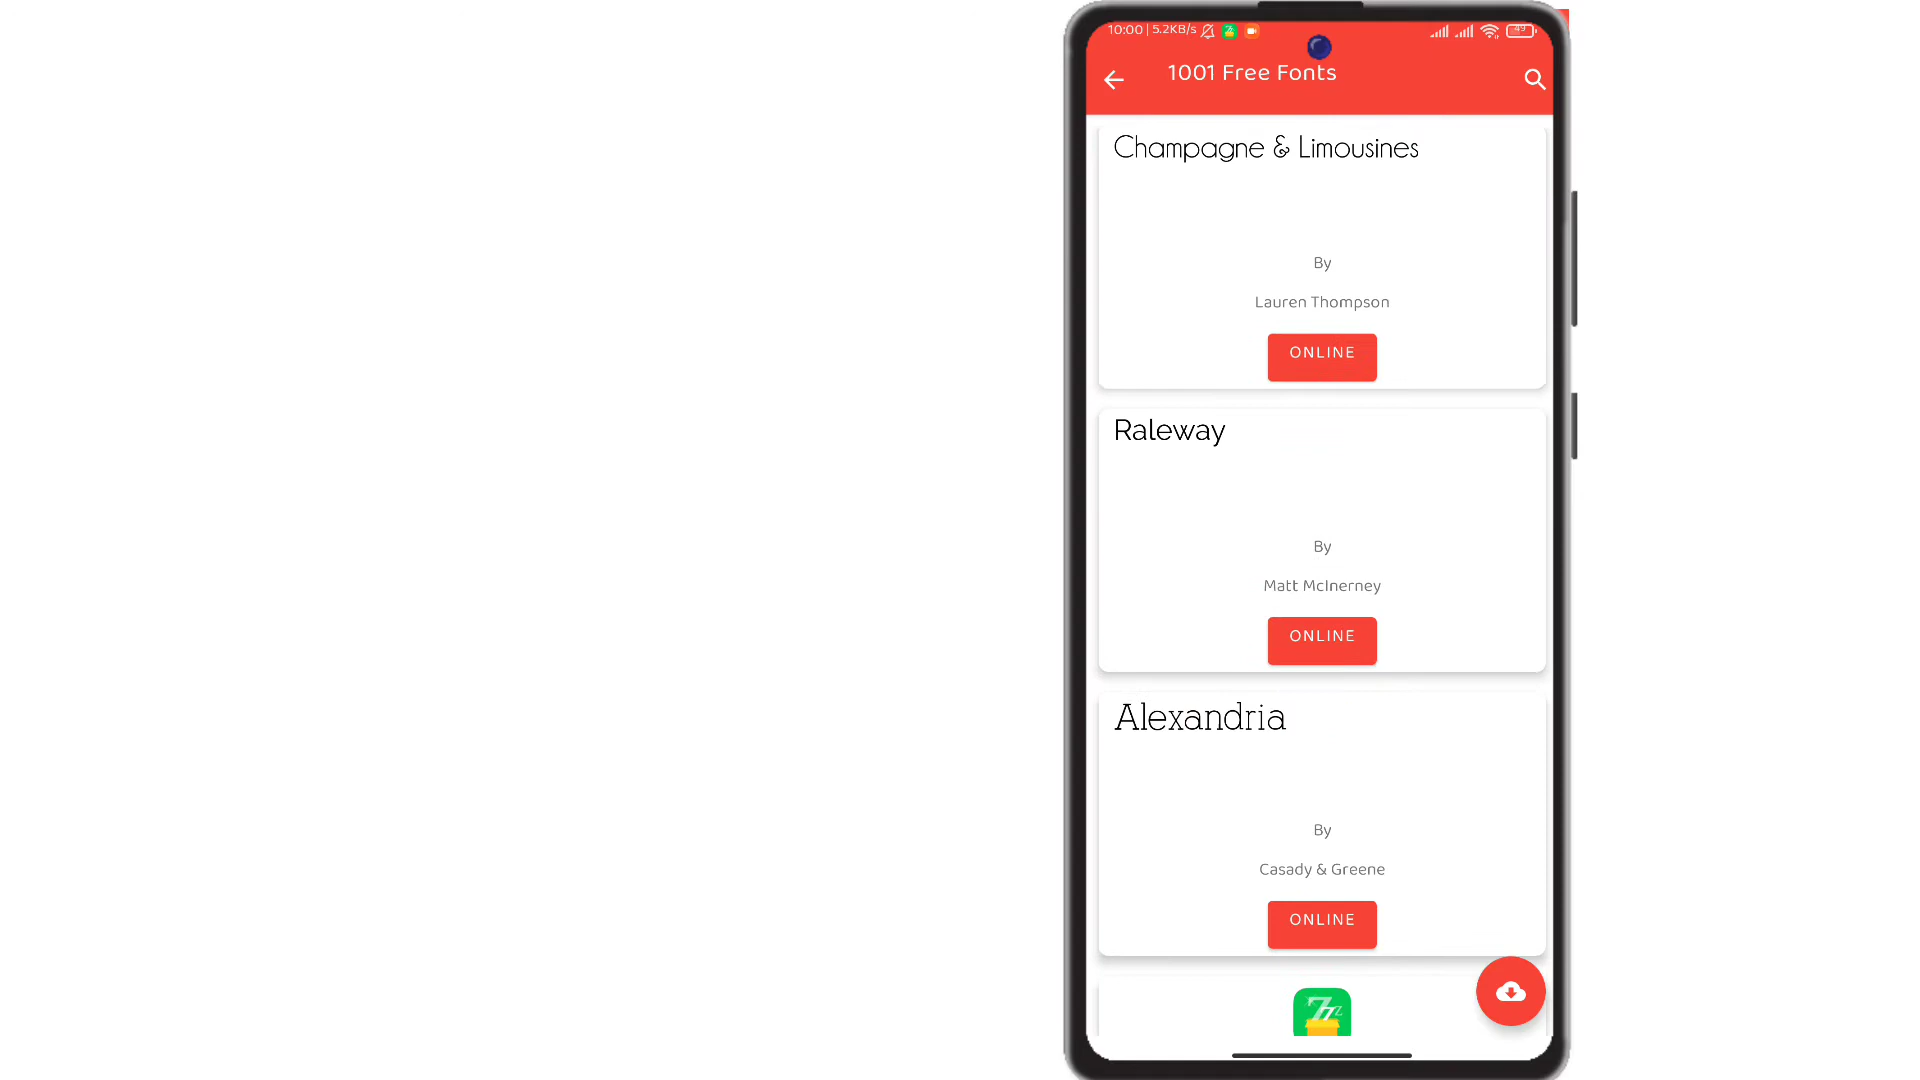 10:00 | 5.2KB/s
49
1001 Free Fonts
Champagne & Limousines
By
Lauren Thompson
ONLINE
Raleway
By
Matt McInerney
ONLINE
Alexandria
By
Casady & Greene
ONLINE